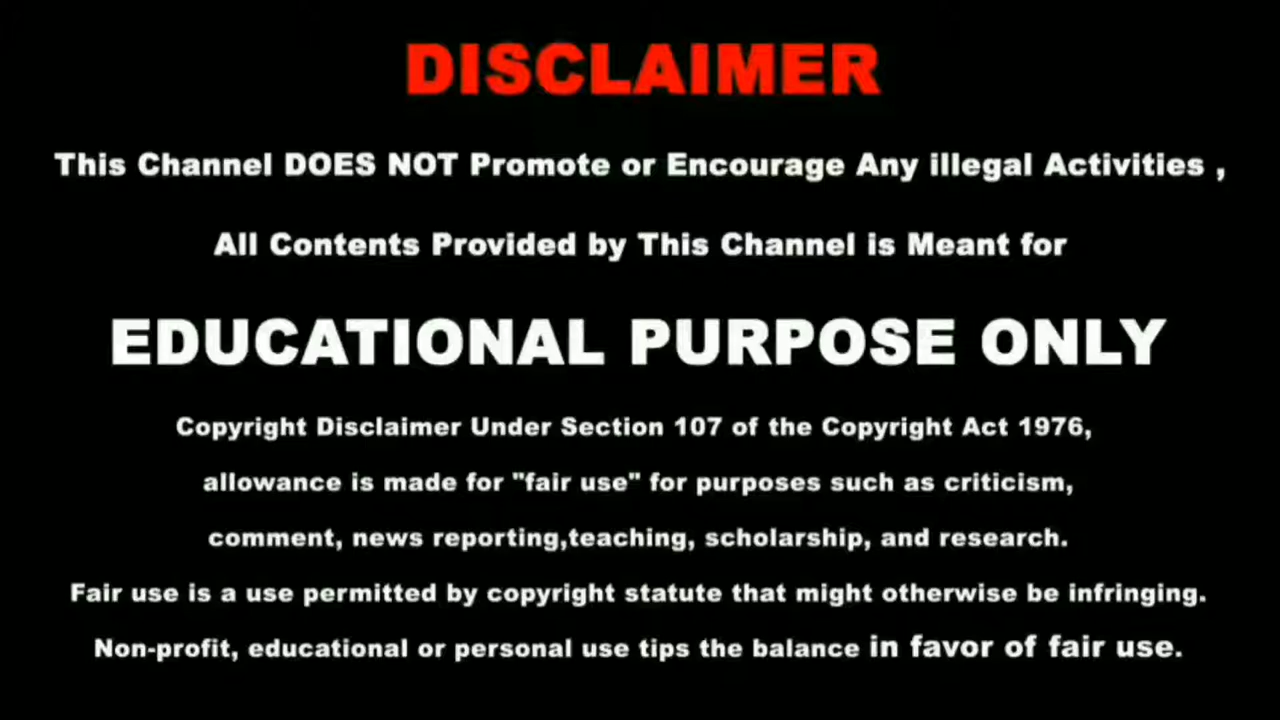 DISCLAIMER
This Channel DOES NOT Promote or Encourage Any illegal Activities ,
All Contents Provided by This Channel is Meant for
EDUCATIONAL PURPOSE ONLY
Copyright Disclaimer Under Section 107 of the Copyright Act 1976,
allowance is made for "fair use" for purposes such as criticism,
comment, news reporting,teaching, scholarship, and research.
Fair use is a use permitted by copyright statute that might otherwise be infringing.
Non-profit, educational or personal use tips the balance in favor of fair use.